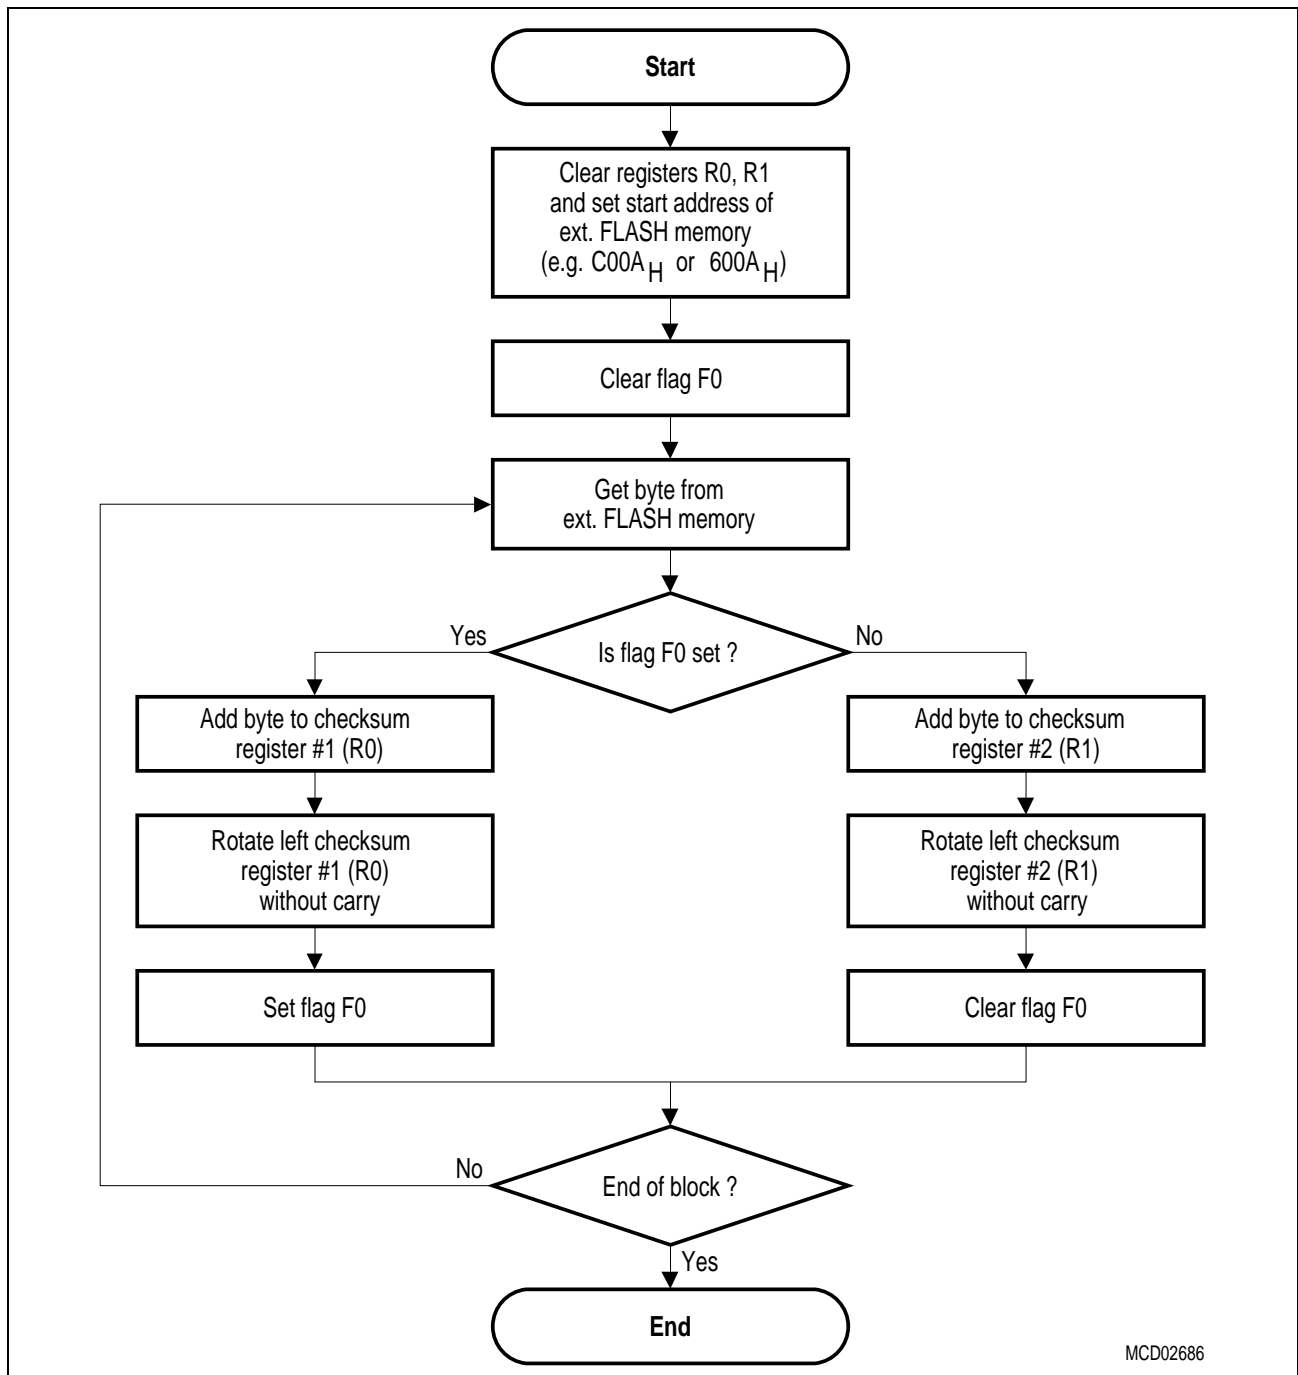 Start
Clear registers R0, R1
and set start address of
ext. FLASH memory
(e.g. C00A H or 600A H)
Clear flag F0
Get byte from
ext. FLASH memory
Is flag F0 set ?
Yes
No
Add byte to checksum
register #1 (R0)
Add byte to checksum
register #2 (R1)
Rotate left checksum
register #1 (R0)
without carry
Rotate left checksum
register #2 (R1)
without carry
Set flag F0
Clear flag F0
End of block ?
No
Yes
End
MCD02686